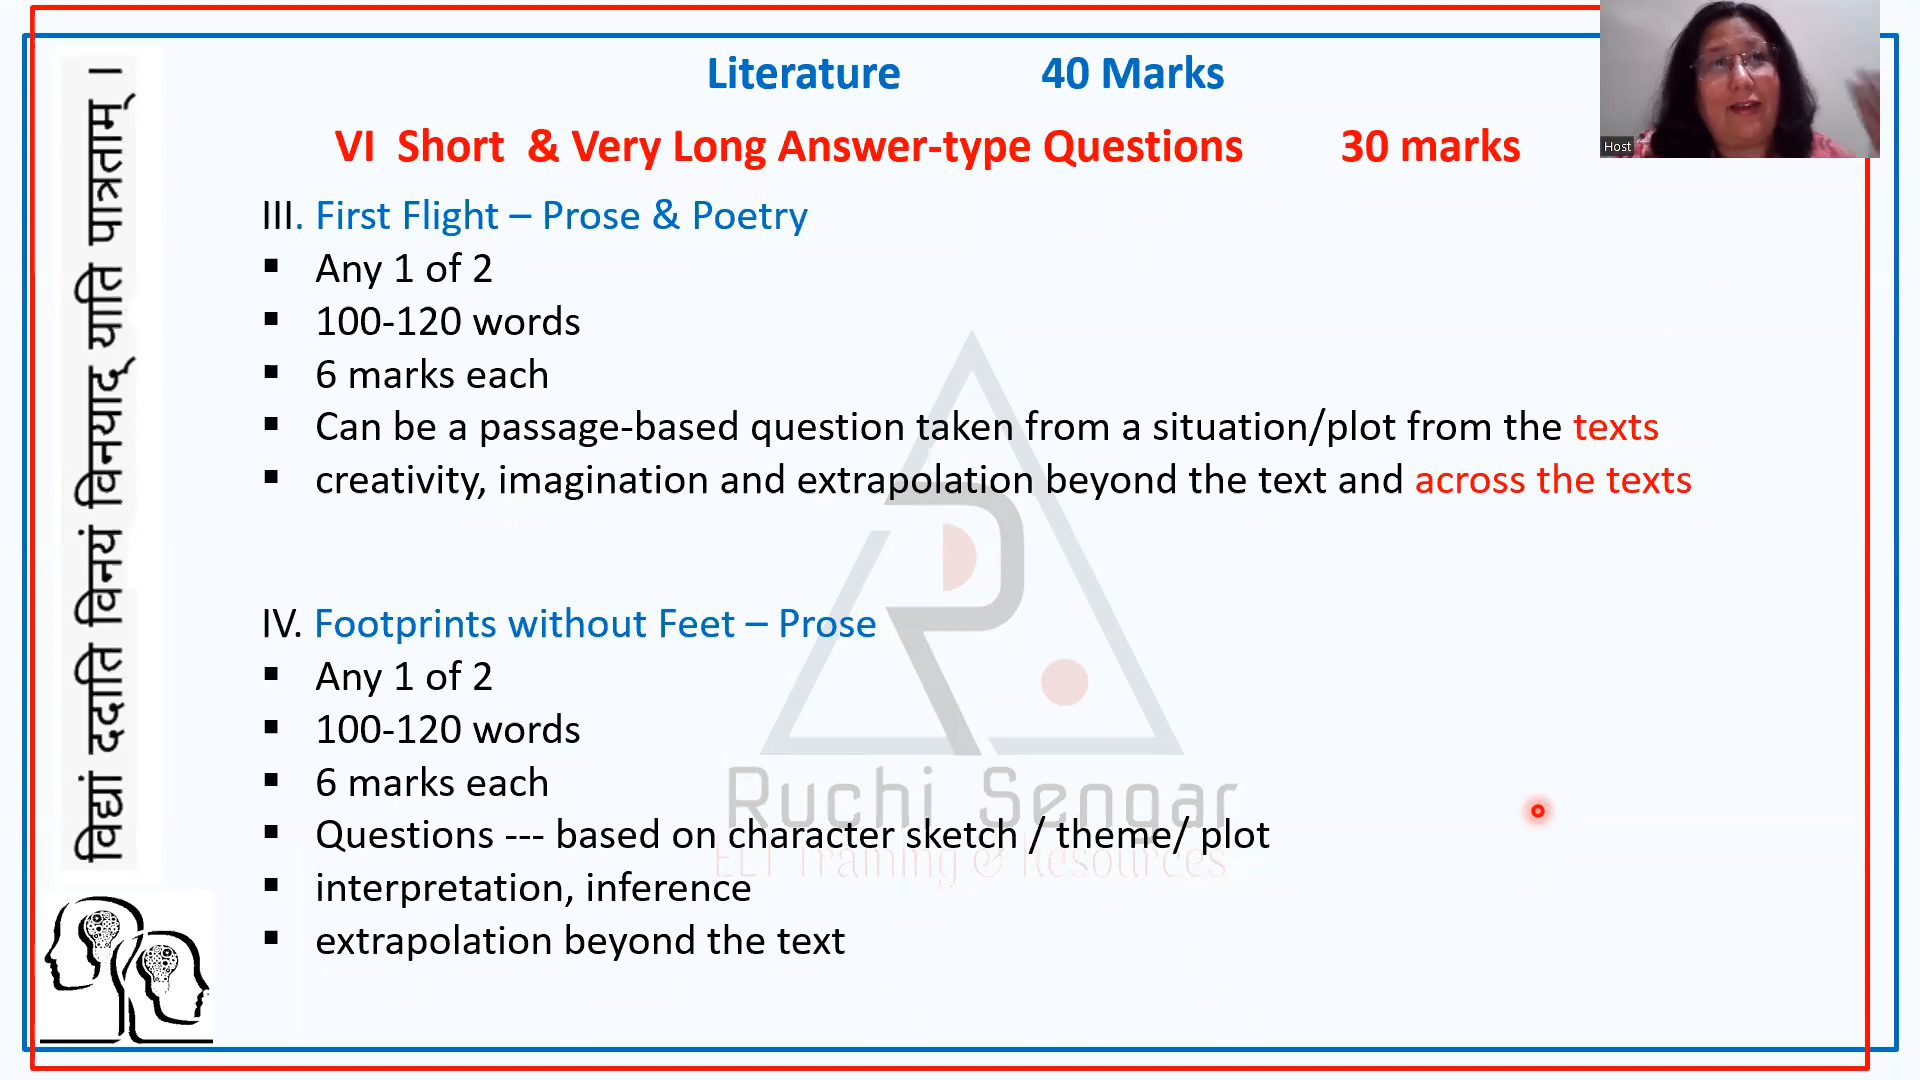 Literature 40 Marks
VI Short & Very Long Answer-type Questions 30 marks
Host
विद्यां ददाति विनयं विनयाद् याति पात्रताम् ।
III. First Flight – Prose & Poetry
▪ Any 1 of 2
▪ 100-120 words
▪ 6 marks each
▪ Can be a passage-based question taken from a situation/plot from the texts
▪ creativity, imagination and extrapolation beyond the text and across the texts
IV. Footprints without Feet – Prose
▪ Any 1 of 2
▪ 100-120 words
▪ 6 marks each
▪ Questions --- based on character sketch / theme/ plot
▪ interpretation, inference
▪ extrapolation beyond the text
Ruchi Sengar
ELT Training & Resources